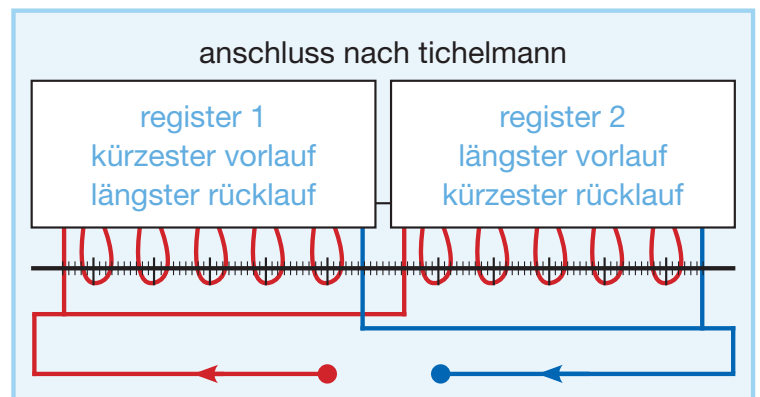 anschluss nach tichelmann
register 1
kürzester vorlauf
längster rücklauf
register 2
längster vorlauf
kürzester rücklauf